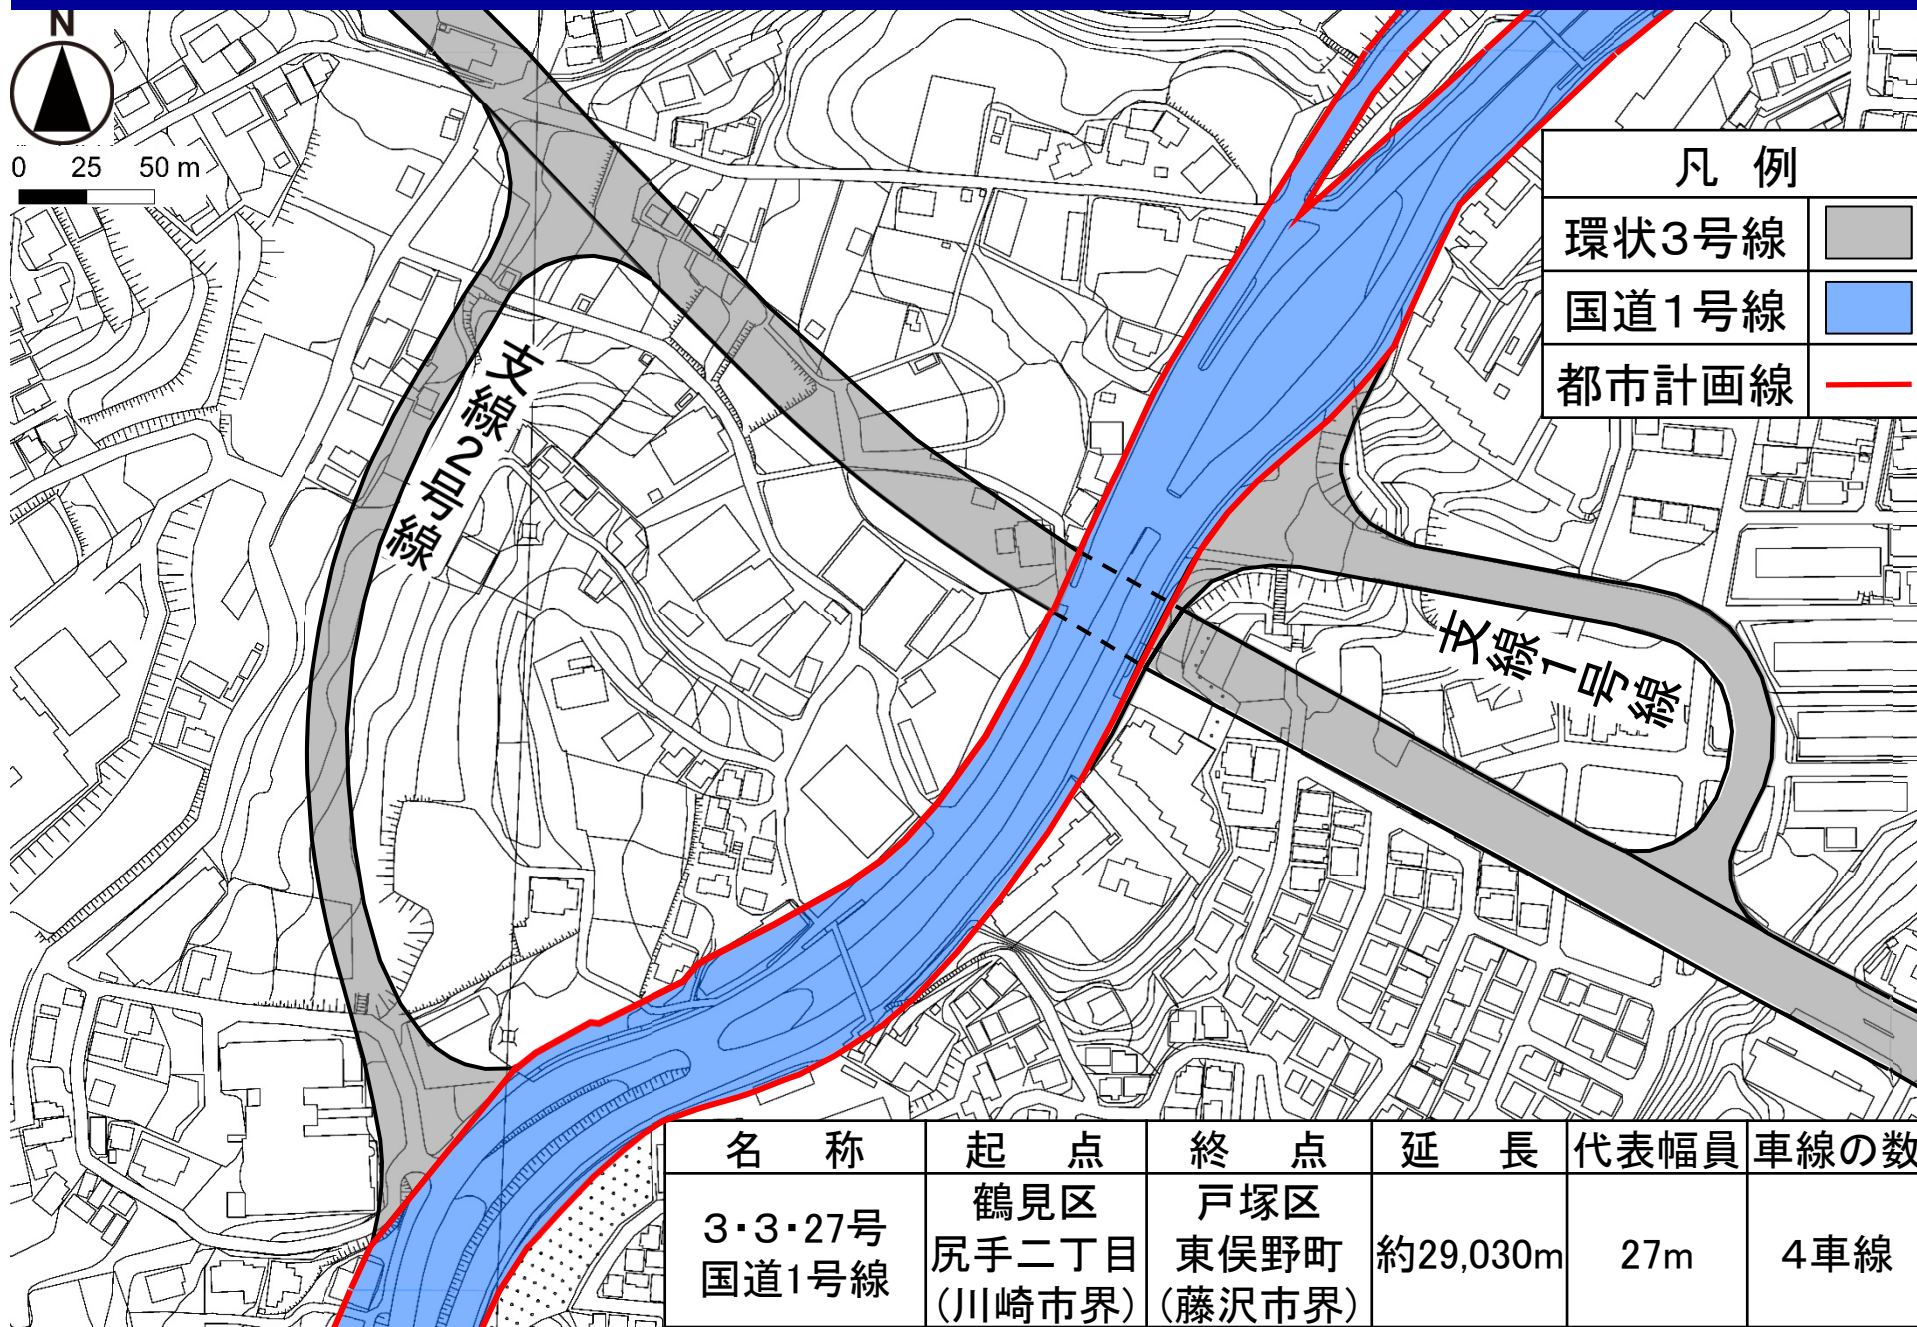 N
0 25 50 m
凡 例
環状3号線
国道1号線
都市計画線
支線2号線
支線1号線
名 称 起 点 終 点 延 長 代表幅員 車線の数
3・3・27号
国道1号線
鶴見区
尻手二丁目
(川崎市界)
戸塚区
東俣野町
(藤沢市界)
約29,030m
27m
4車線